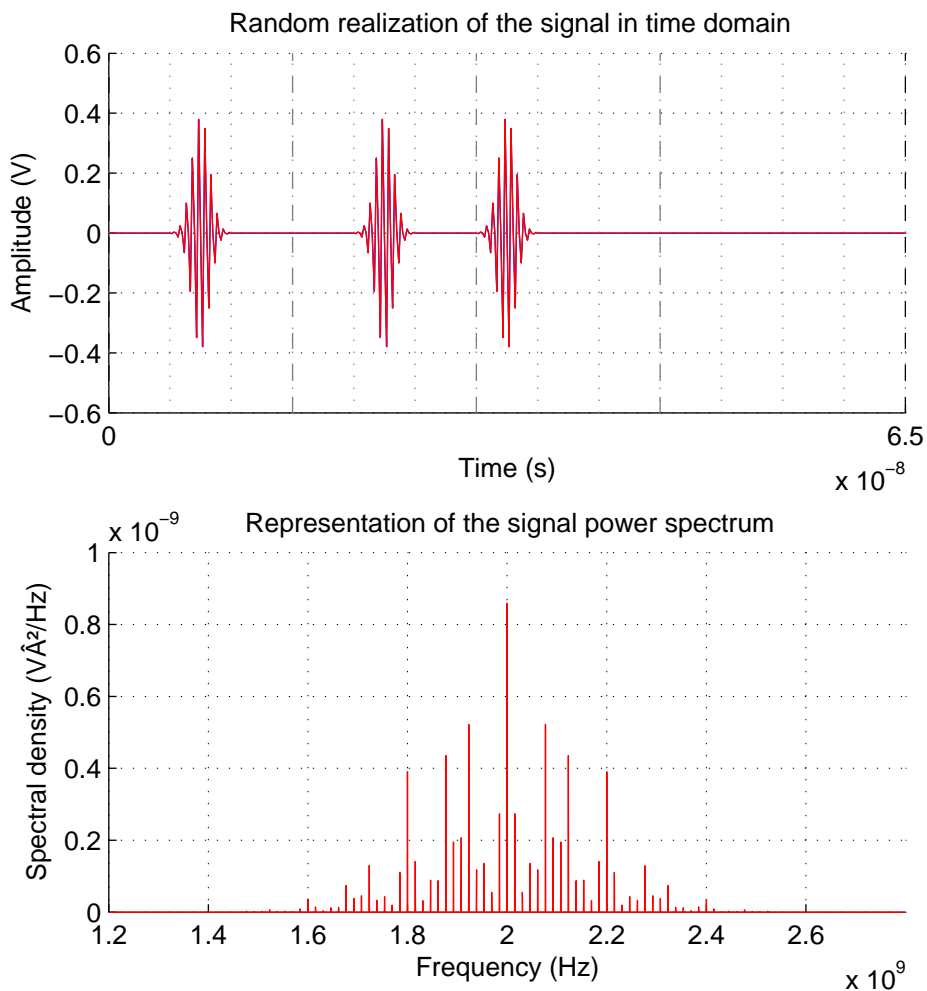 Random realization of the signal in time domain
0.6
0.4
0.2
0
−0.2
−0.4
−0.6
Amplitude (V)
0
6.5
Time (s)
x 10⁻⁸
x 10⁻⁹
Representation of the signal power spectrum
1
0.8
0.6
0.4
0.2
0
Spectral density (VÂ²/Hz)
1.2
1.4
1.6
1.8
2
2.2
2.4
2.6
Frequency (Hz)
x 10⁹